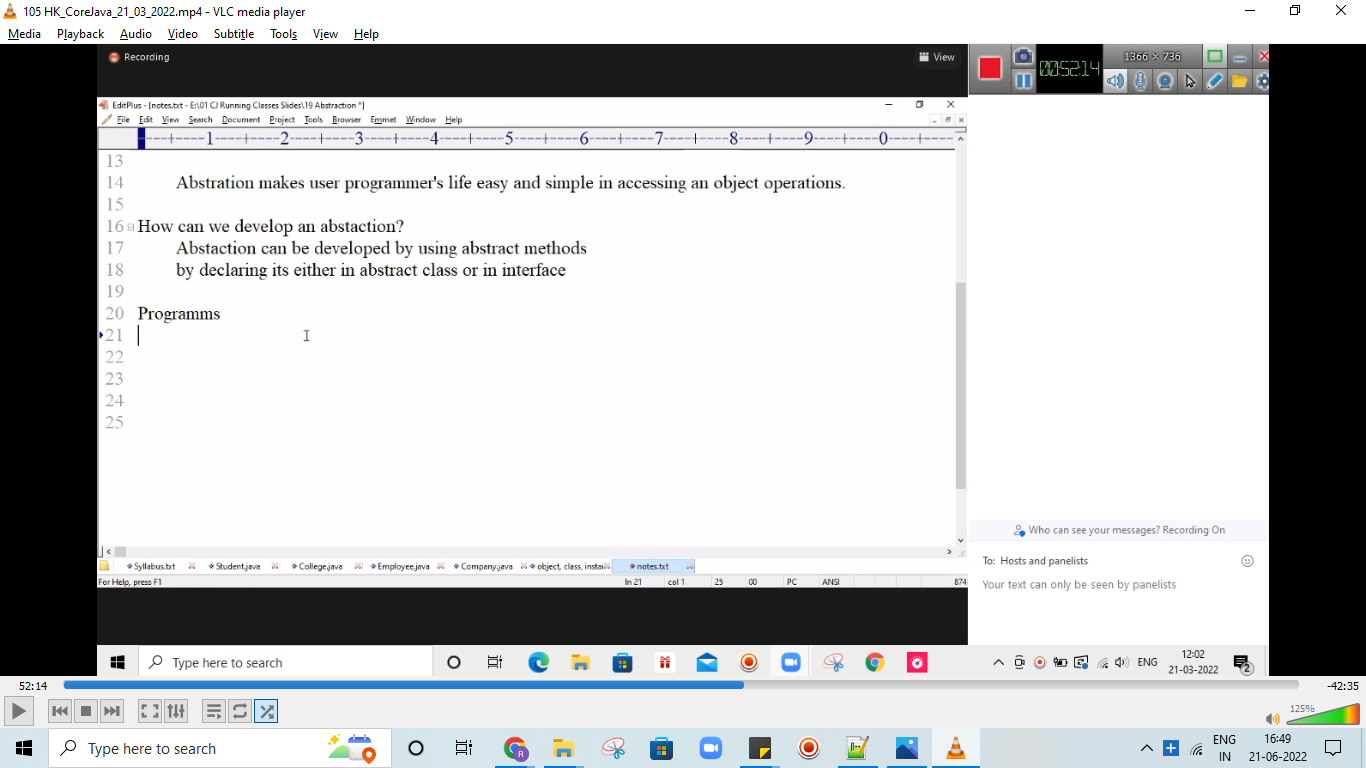 105 HK_CoreJava_21_03_2022.mp4 - VLC media player
Media Playback Audio Video Subtitle Tools View Help
Recording
View
00:52:14
1366 × 736
EditPlus - [notes.txt - E:\01 CJ Running Classes Slides\19 Abstraction *]
File Edit View Search Document Project Tools Browser Emmet Window Help
----+----1----+----2----+----3----+----4----+----5----+----6----+----7----+----8----+----9----+----0----+---
13
14 Abstration makes user programmer's life easy and simple in accessing an object operations.
15
16 How can we develop an abstaction?
17 Abstaction can be developed by using abstract methods
18 by declaring its either in abstract class or in interface
19
20 Programms
21
22
23
24
25
Syllabus.txt Student.java College.java Employee.java Company.java object, class, instan notes.txt
For Help, press F1 ln 21 col 1 25 00 PC ANSI 874
Who can see your messages? Recording On
To: Hosts and panelists
Your text can only be seen by panelists
Type here to search
ENG
12:02
21-03-2022
2
52:14
-42:35
125%
Type here to search
R
ENG
IN
16:49
21-06-2022